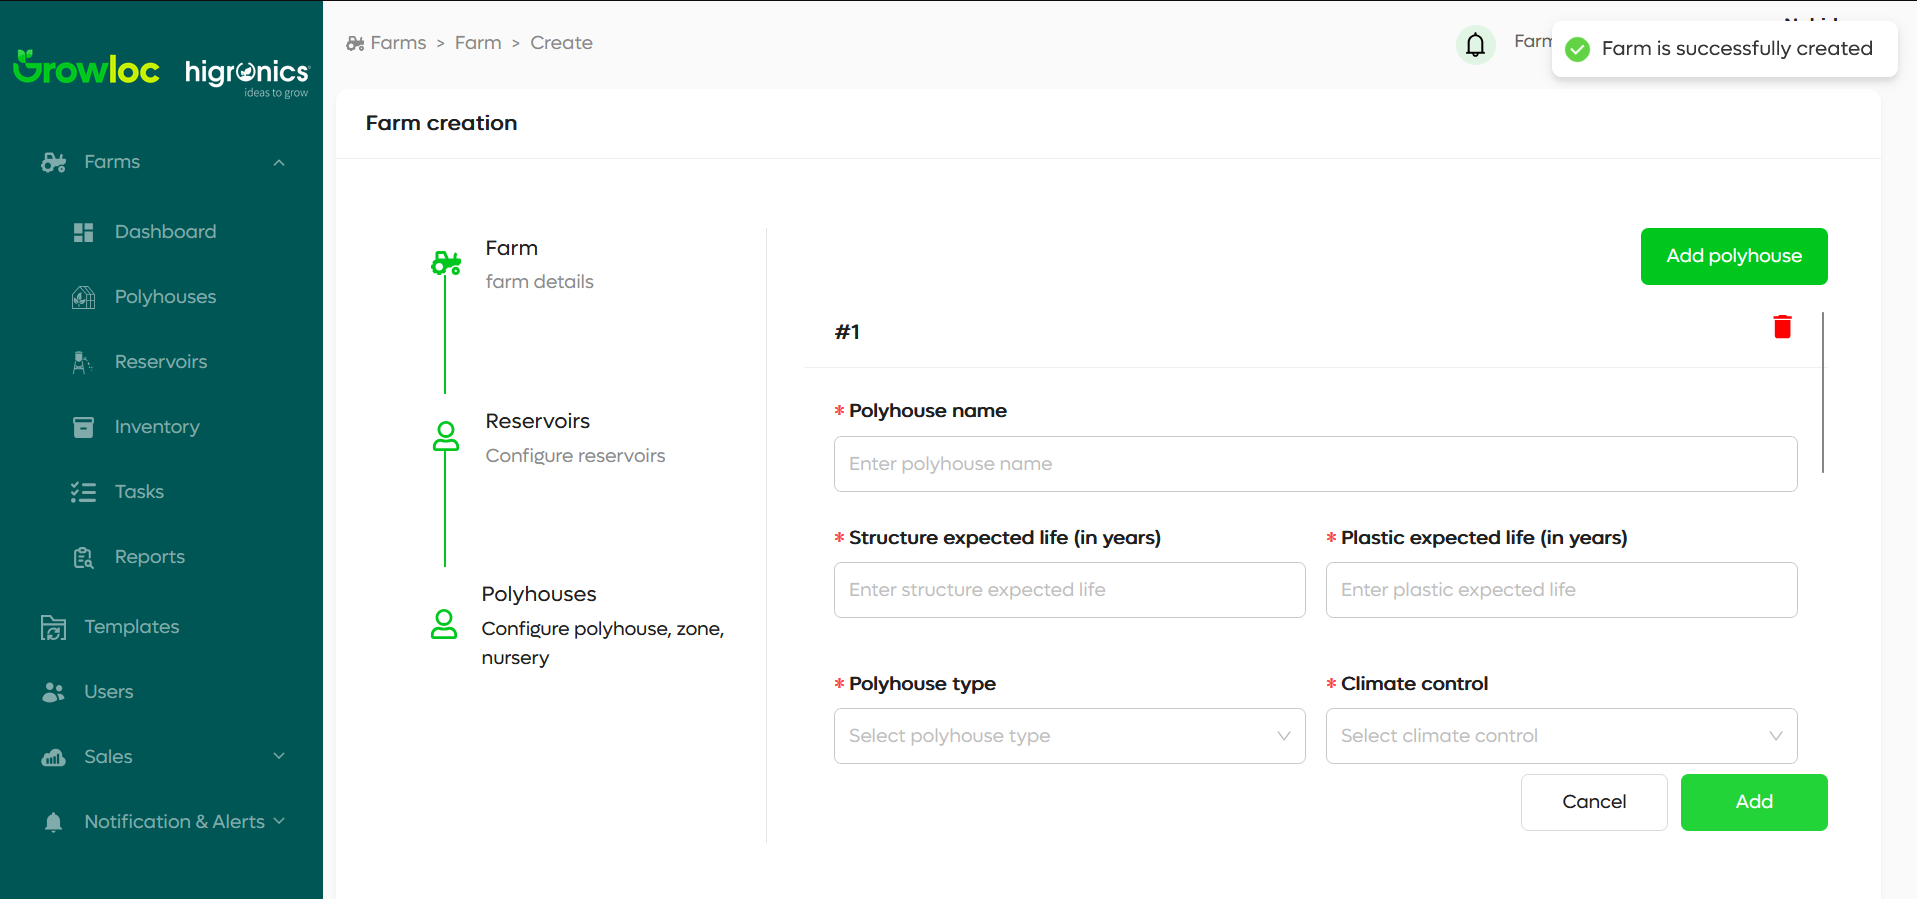 Growloc
higronics
ideas to grow
Farms
Dashboard
Polyhouses
Reservoirs
Inventory
Tasks
Reports
Templates
Users
Sales
Notification & Alerts
Farms > Farm > Create
Farm
Farm is successfully created
Farm creation
Farm
farm details
Reservoirs
Configure reservoirs
Polyhouses
Configure polyhouse, zone,
nursery
Add polyhouse
#1
* Polyhouse name
Enter polyhouse name
* Structure expected life (in years)
* Plastic expected life (in years)
Enter structure expected life
Enter plastic expected life
* Polyhouse type
* Climate control
Select polyhouse type
Select climate control
Cancel
Add